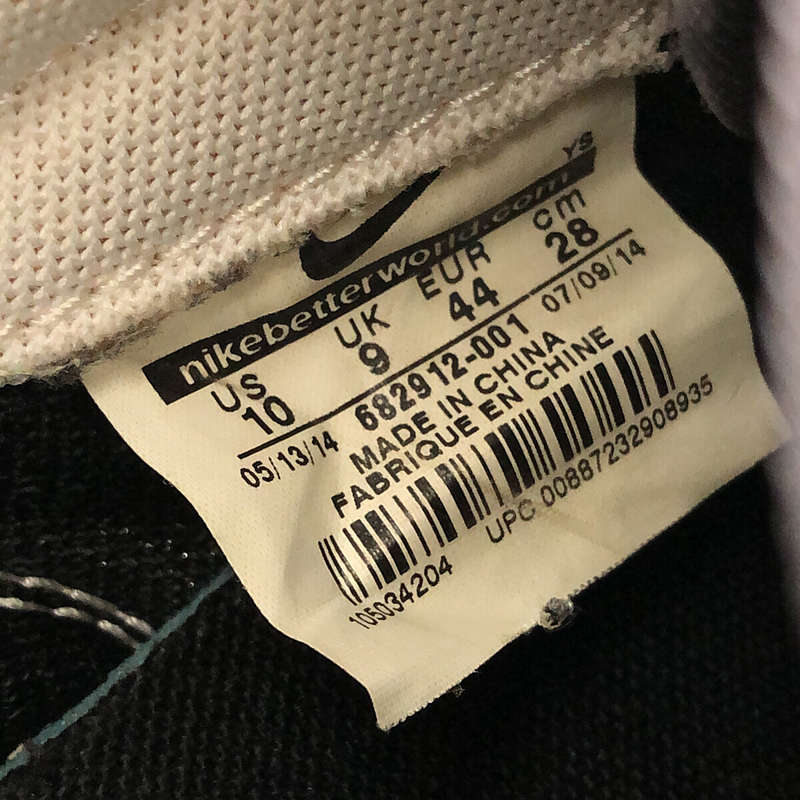 YS
nikebetterworld.com
US UK EUR cm
10 9 44 28
05/13/14 682912-001 07/09/14
MADE IN CHINA
FABRIQUE EN CHINE
105034204 UPC 00887232908935